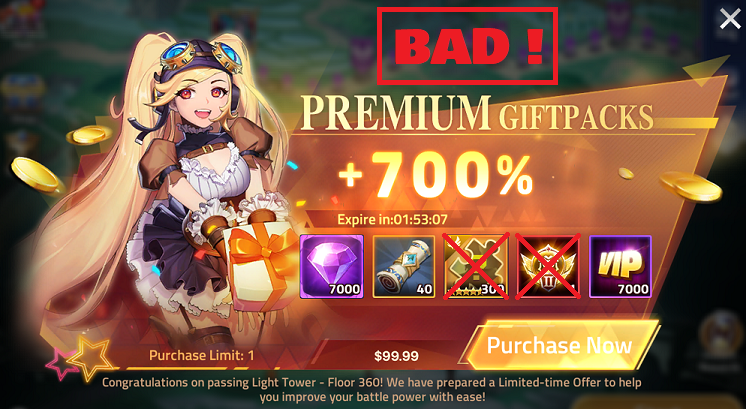 BAD !
PREMIUM GIFTPACKS
+700%
Expire in:01:53:07
7000 40 300 VIP 7000
Purchase Limit: 1 $99.99 Purchase Now
Congratulations on passing Light Tower - Floor 360! We have prepared a Limited-time Offer to help
you improve your battle power with ease!